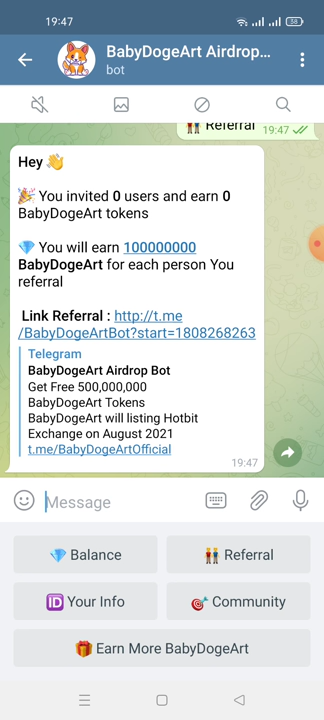 19:47
58
BabyDogeArt Airdrop...
bot
Referral
19:47
Hey
You invited 0 users and earn 0
BabyDogeArt tokens
You will earn 100000000
BabyDogeArt for each person You
referral
Link Referral : http://t.me
/BabyDogeArtBot?start=1808268263
Telegram
BabyDogeArt Airdrop Bot
Get Free 500,000,000
BabyDogeArt Tokens
BabyDogeArt will listing Hotbit
Exchange on August 2021
t.me/BabyDogeArtOfficial
19:47
Message
Balance
Referral
ID Your Info
Community
Earn More BabyDogeArt